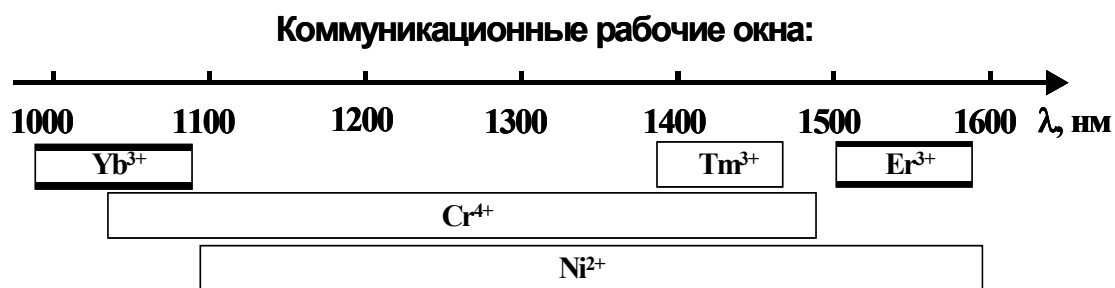 Коммуникационные рабочие окна:
1000 1100 1200 1300 1400 1500 1600 λ, нм
Yb³⁺ Tm³⁺ Er³⁺
Cr⁴⁺
Ni²⁺